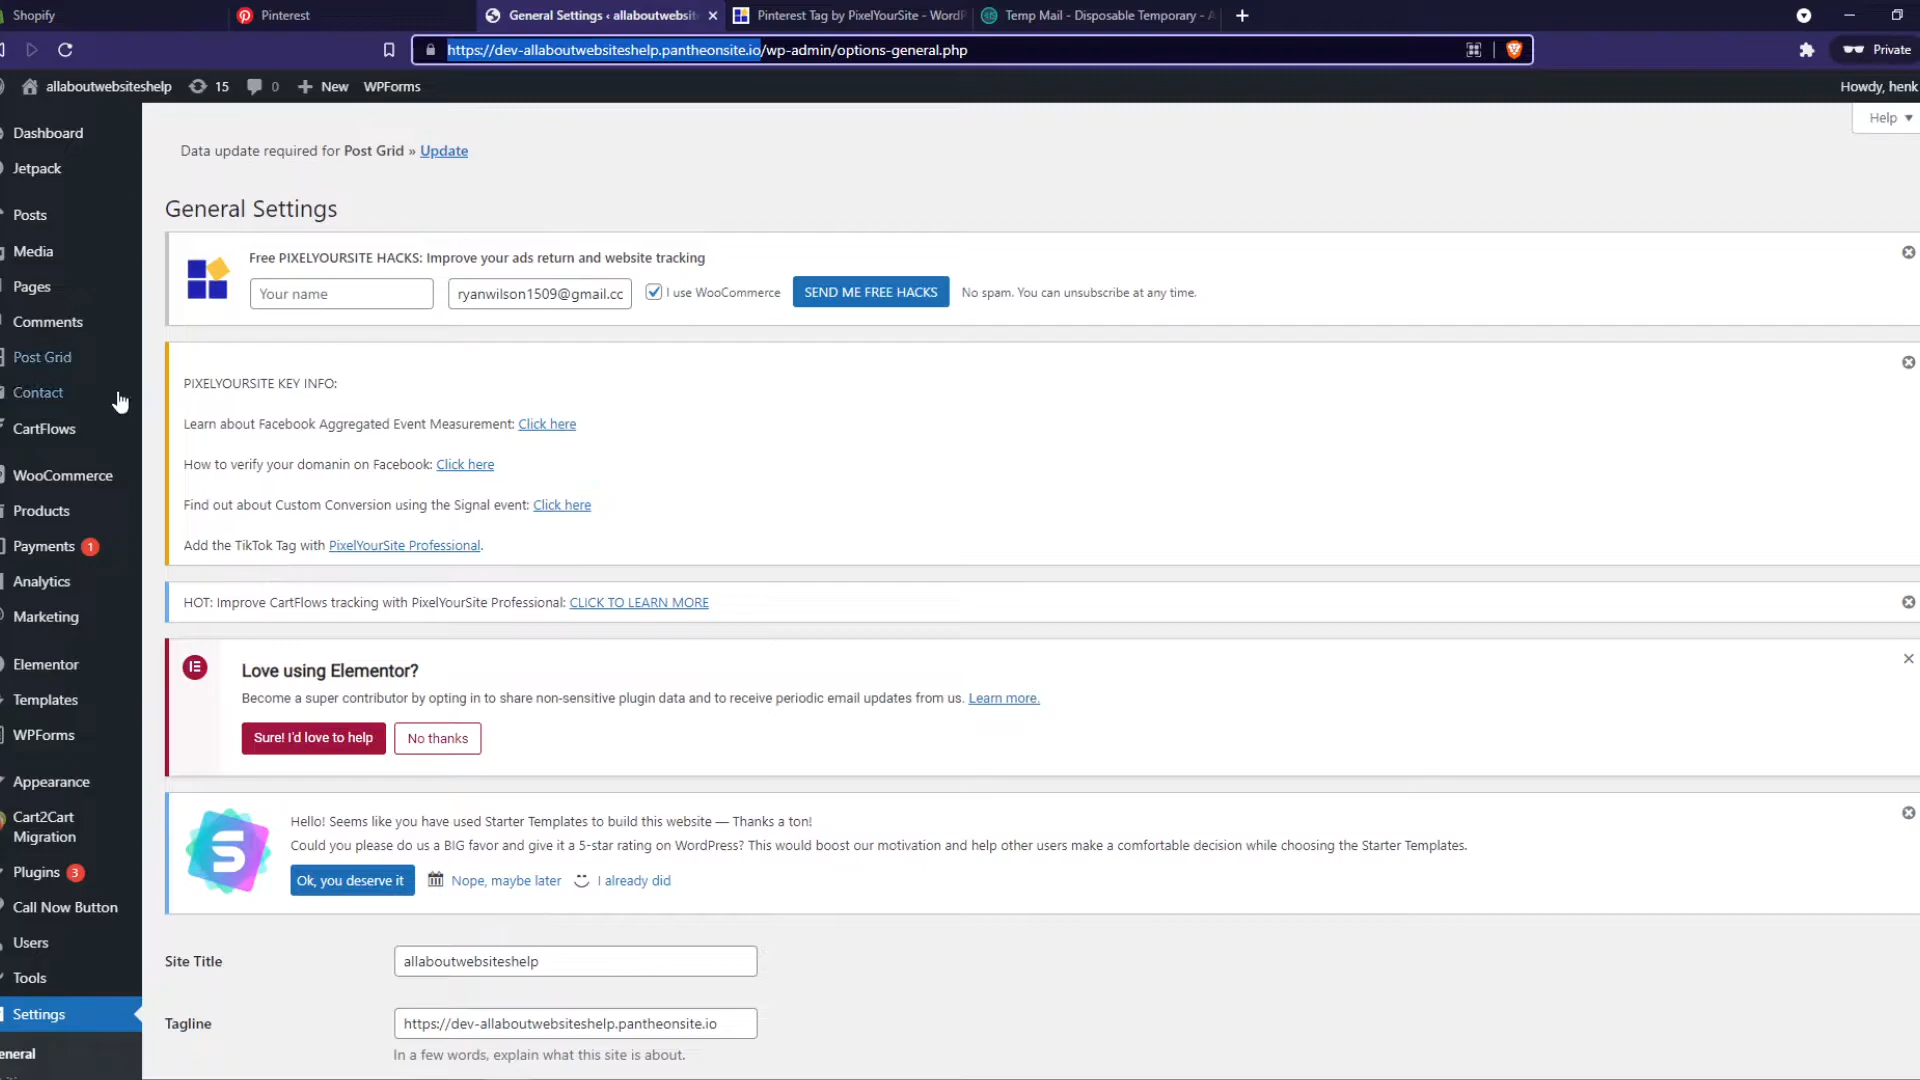 Shopify
Pinterest
General Settings ‹ allaboutwebsit
Pinterest Tag by PixelYourSite - Word
Temp Mail - Disposable Temporary - A
https://dev-allaboutwebsiteshelp.pantheonsite.io/wp-admin/options-general.php
Private
allaboutwebsiteshelp
15
0
New
WPForms
Howdy, henk
Help
Dashboard
Jetpack
Posts
Media
Pages
Comments
Post Grid
Contact
CartFlows
WooCommerce
Products
Payments 1
Analytics
Marketing
Elementor
Templates
WPForms
Appearance
Cart2Cart
Migration
Plugins 3
Call Now Button
Users
Tools
Settings
eneral
Data update required for Post Grid » Update
General Settings
Free PIXELYOURSITE HACKS: Improve your ads return and website tracking
Your name
ryanwilson1509@gmail.cc
I use WooCommerce
SEND ME FREE HACKS
No spam. You can unsubscribe at any time.
PIXELYOURSITE KEY INFO:
Learn about Facebook Aggregated Event Measurement: Click here
How to verify your domanin on Facebook: Click here
Find out about Custom Conversion using the Signal event: Click here
Add the TikTok Tag with PixelYourSite Professional.
HOT: Improve CartFlows tracking with PixelYourSite Professional: CLICK TO LEARN MORE
Love using Elementor?
Become a super contributor by opting in to share non-sensitive plugin data and to receive periodic email updates from us. Learn more.
Sure! I'd love to help
No thanks
Hello! Seems like you have used Starter Templates to build this website — Thanks a ton!
Could you please do us a BIG favor and give it a 5-star rating on WordPress? This would boost our motivation and help other users make a comfortable decision while choosing the Starter Templates.
Ok, you deserve it
Nope, maybe later
I already did
Site Title
allaboutwebsiteshelp
Tagline
https://dev-allaboutwebsiteshelp.pantheonsite.io
In a few words, explain what this site is about.